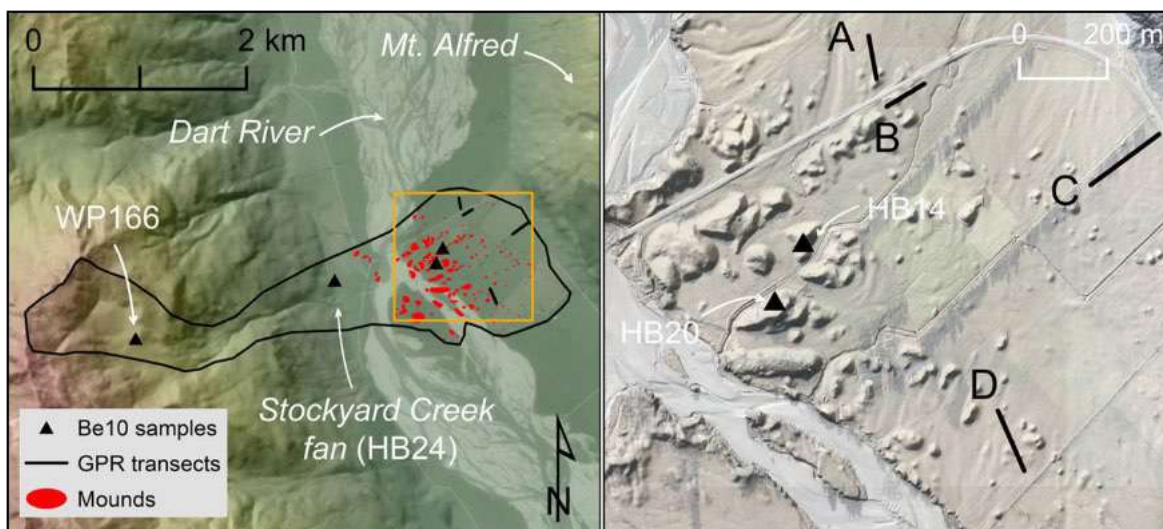 0 2 km
Mt. Alfred
Dart River
WP166
Stockyard Creek
fan (HB24)
Be10 samples
GPR transects
Mounds
N
A
0 200 m
B
C
HB14
HB20
D